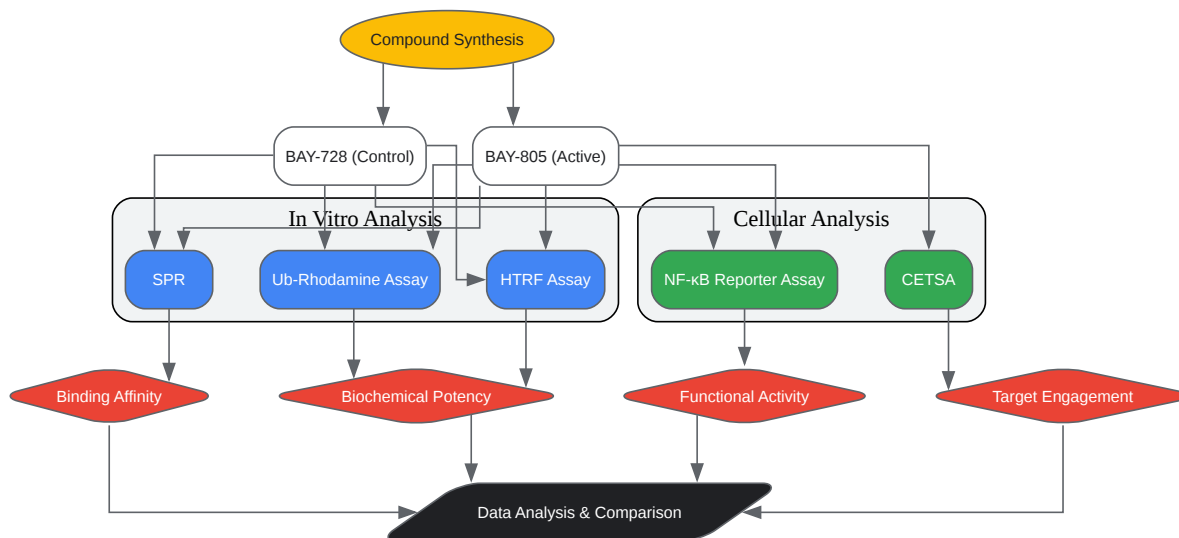 Compound Synthesis
BAY-728 (Control)
BAY-805 (Active)
In Vitro Analysis
Cellular Analysis
SPR
Ub-Rhodamine Assay
HTRF Assay
NF-κB Reporter Assay
CETSA
Binding Affinity
Biochemical Potency
Functional Activity
Target Engagement
Data Analysis & Comparison